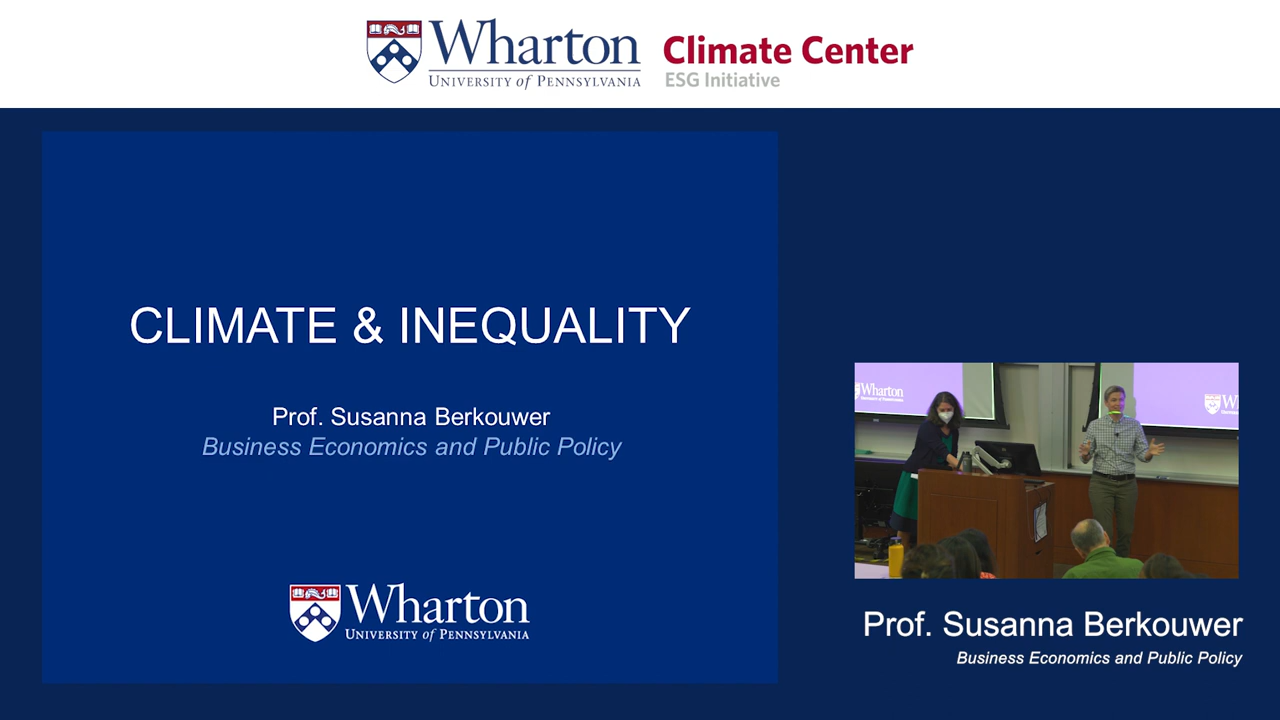 Wharton
UNIVERSITY of PENNSYLVANIA
Climate Center
ESG Initiative
CLIMATE & INEQUALITY
Prof. Susanna Berkouwer
Business Economics and Public Policy
Wharton
UNIVERSITY of PENNSYLVANIA
Wharton
Prof. Susanna Berkouwer
Business Economics and Public Policy